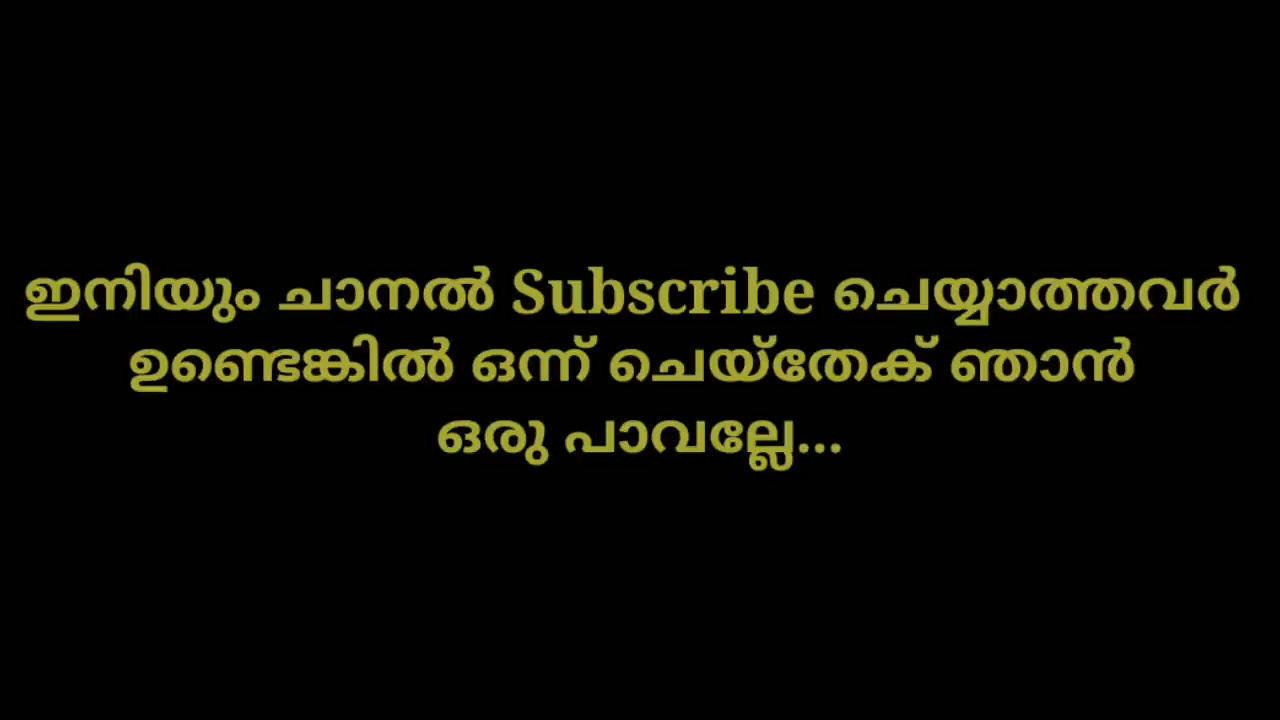 ഇനിയും ചാനൽ Subscribe ചെയ്യാത്തവർ
ഉണ്ടെങ്കിൽ ഒന്ന് ചെയ്തേക് ഞാൻ
ഒരു പാവല്ലേ...